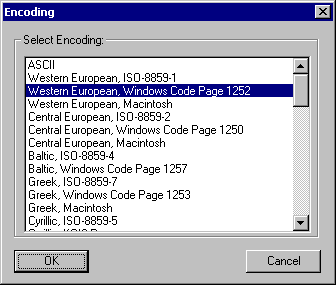 Encoding
Select Encoding:
ASCII
Western European, ISO-8859-1
Western European, Windows Code Page 1252
Western European, Macintosh
Central European, ISO-8859-2
Central European, Windows Code Page 1250
Central European, Macintosh
Baltic, ISO-8859-4
Baltic, Windows Code Page 1257
Greek, ISO-8859-7
Greek, Windows Code Page 1253
Greek, Macintosh
Cyrillic, ISO-8859-5
OK
Cancel